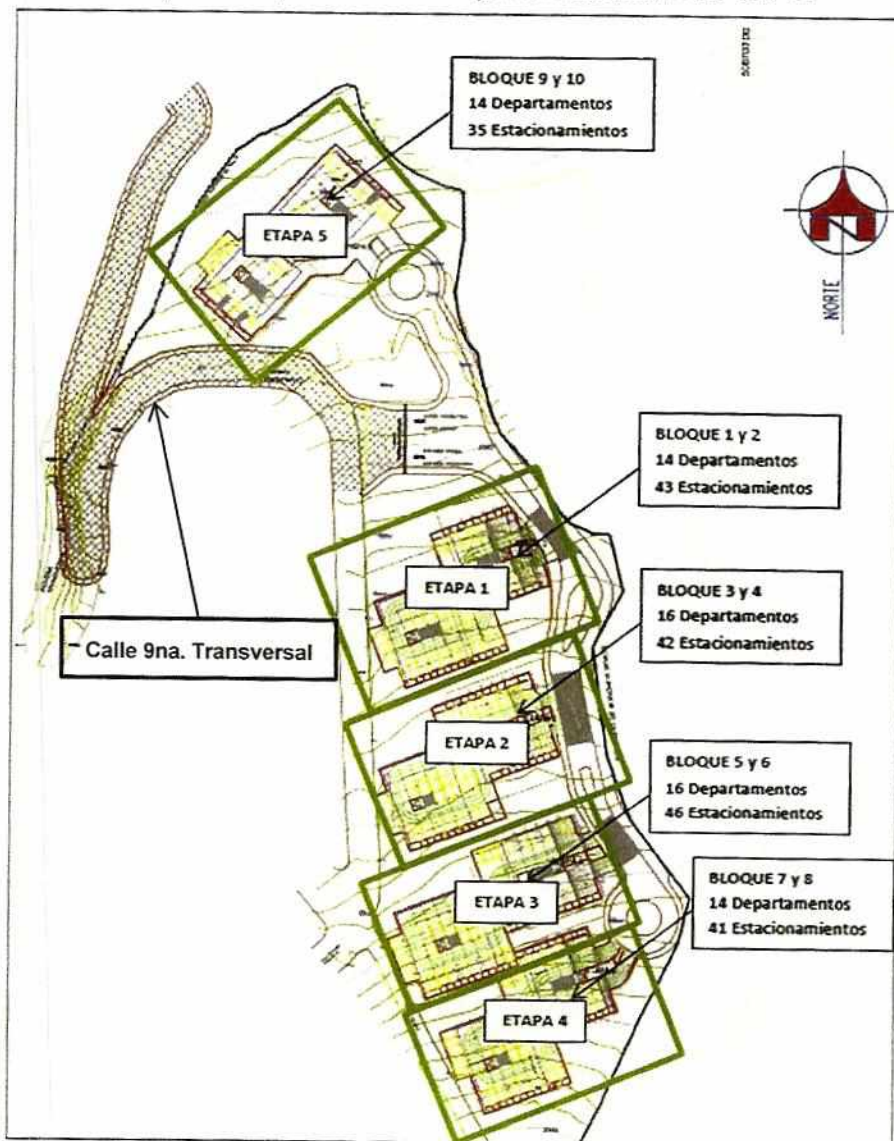 BLOQUE 9 y 10
14 Departamentos
35 Estacionamientos
ETAPA 5
NORTE
BLOQUE 1 y 2
14 Departamentos
43 Estacionamientos
ETAPA 1
BLOQUE 3 y 4
16 Departamentos
42 Estacionamientos
Calle 9na. Transversal
ETAPA 2
BLOQUE 5 y 6
16 Departamentos
46 Estacionamientos
ETAPA 3
BLOQUE 7 y 8
14 Departamentos
41 Estacionamientos
ETAPA 4